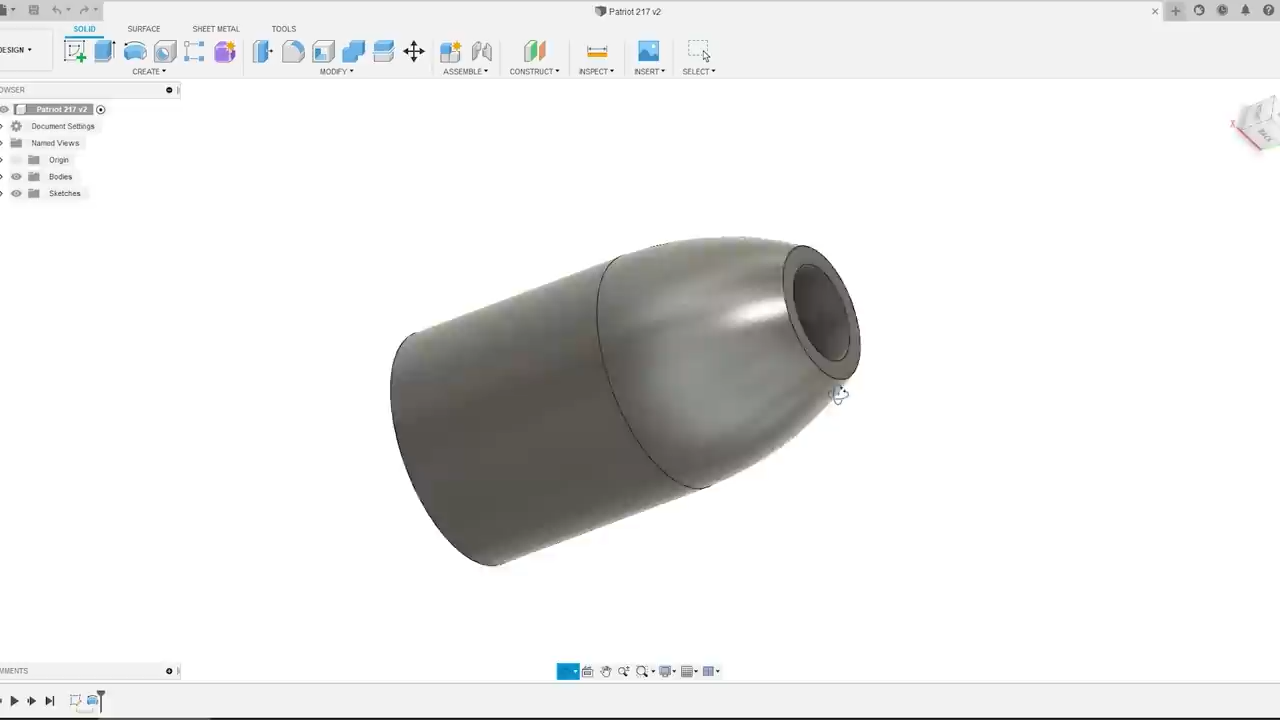 Patriot 217 v2
SOLID SURFACE SHEET METAL TOOLS
DESIGN
CREATE MODIFY ASSEMBLE CONSTRUCT INSPECT INSERT SELECT
OWSER
Patriot 217 v2
Document Settings
Named Views
Origin
Bodies
Sketches
X
BACK
MMENTS